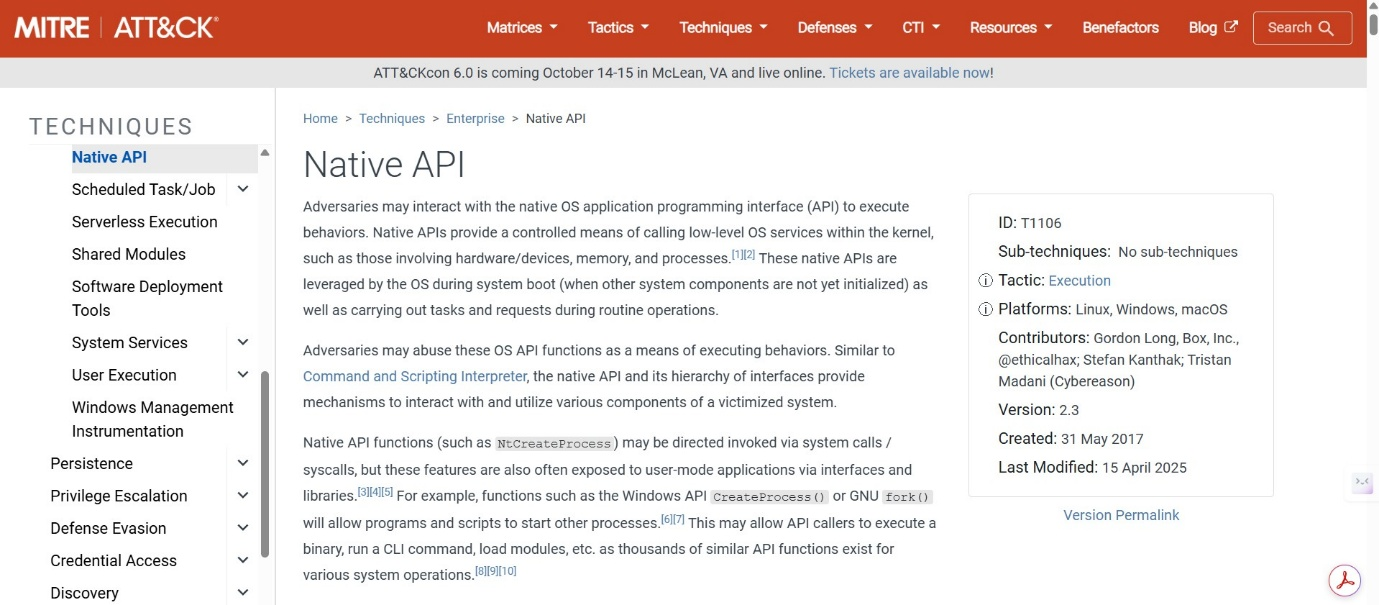 MITRE | ATT&CK®
Matrices Tactics Techniques Defenses CTI Resources Benefactors Blog Search
ATT&CKcon 6.0 is coming October 14-15 in McLean, VA and live online. Tickets are available now!
TECHNIQUES
Native API
Scheduled Task/Job
Serverless Execution
Shared Modules
Software Deployment
Tools
System Services
User Execution
Windows Management
Instrumentation
Persistence
Privilege Escalation
Defense Evasion
Credential Access
Discovery
Home > Techniques > Enterprise > Native API
Native API
Adversaries may interact with the native OS application programming interface (API) to execute
behaviors. Native APIs provide a controlled means of calling low-level OS services within the kernel,
such as those involving hardware/devices, memory, and processes.[1][2] These native APIs are
leveraged by the OS during system boot (when other system components are not yet initialized) as
well as carrying out tasks and requests during routine operations.
Adversaries may abuse these OS API functions as a means of executing behaviors. Similar to
Command and Scripting Interpreter, the native API and its hierarchy of interfaces provide
mechanisms to interact with and utilize various components of a victimized system.
Native API functions (such as NtCreateProcess) may be directed invoked via system calls /
syscalls, but these features are also often exposed to user-mode applications via interfaces and
libraries.[3][4][5] For example, functions such as the Windows API CreateProcess() or GNU fork()
will allow programs and scripts to start other processes.[6][7] This may allow API callers to execute a
binary, run a CLI command, load modules, etc. as thousands of similar API functions exist for
various system operations.[8][9][10]
ID: T1106
Sub-techniques: No sub-techniques
Tactic: Execution
Platforms: Linux, Windows, macOS
Contributors: Gordon Long, Box, Inc.,
@ethicalhax; Stefan Kanthak; Tristan
Madani (Cybereason)
Version: 2.3
Created: 31 May 2017
Last Modified: 15 April 2025
Version Permalink